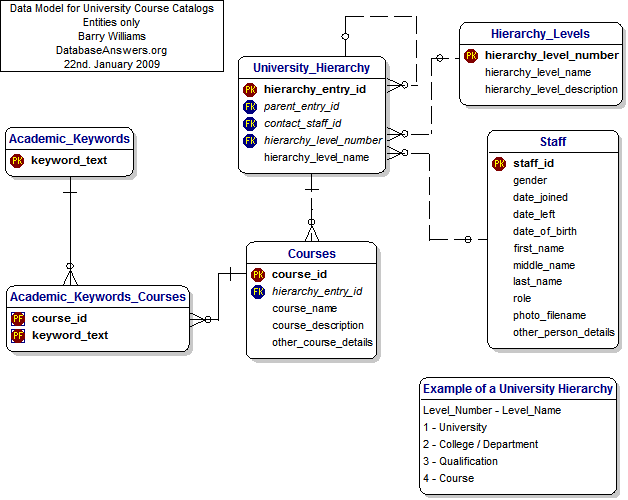 Data Model for University Course Catalogs
Entities only
Barry Williams
DatabaseAnswers.org
22nd. January 2009
University_Hierarchy
PK hierarchy_entry_id
FK parent_entry_id
FK contact_staff_id
FK hierarchy_level_number
hierarchy_level_name
Hierarchy_Levels
PK hierarchy_level_number
hierarchy_level_name
hierarchy_level_description
Academic_Keywords
PK keyword_text
Staff
PK staff_id
gender
date_joined
date_left
date_of_birth
first_name
middle_name
last_name
role
photo_filename
other_person_details
Courses
PK course_id
FK hierarchy_entry_id
course_name
course_description
other_course_details
Academic_Keywords_Courses
PF course_id
PF keyword_text
Example of a University Hierarchy
Level_Number - Level_Name
1 - University
2 - College / Department
3 - Qualification
4 - Course